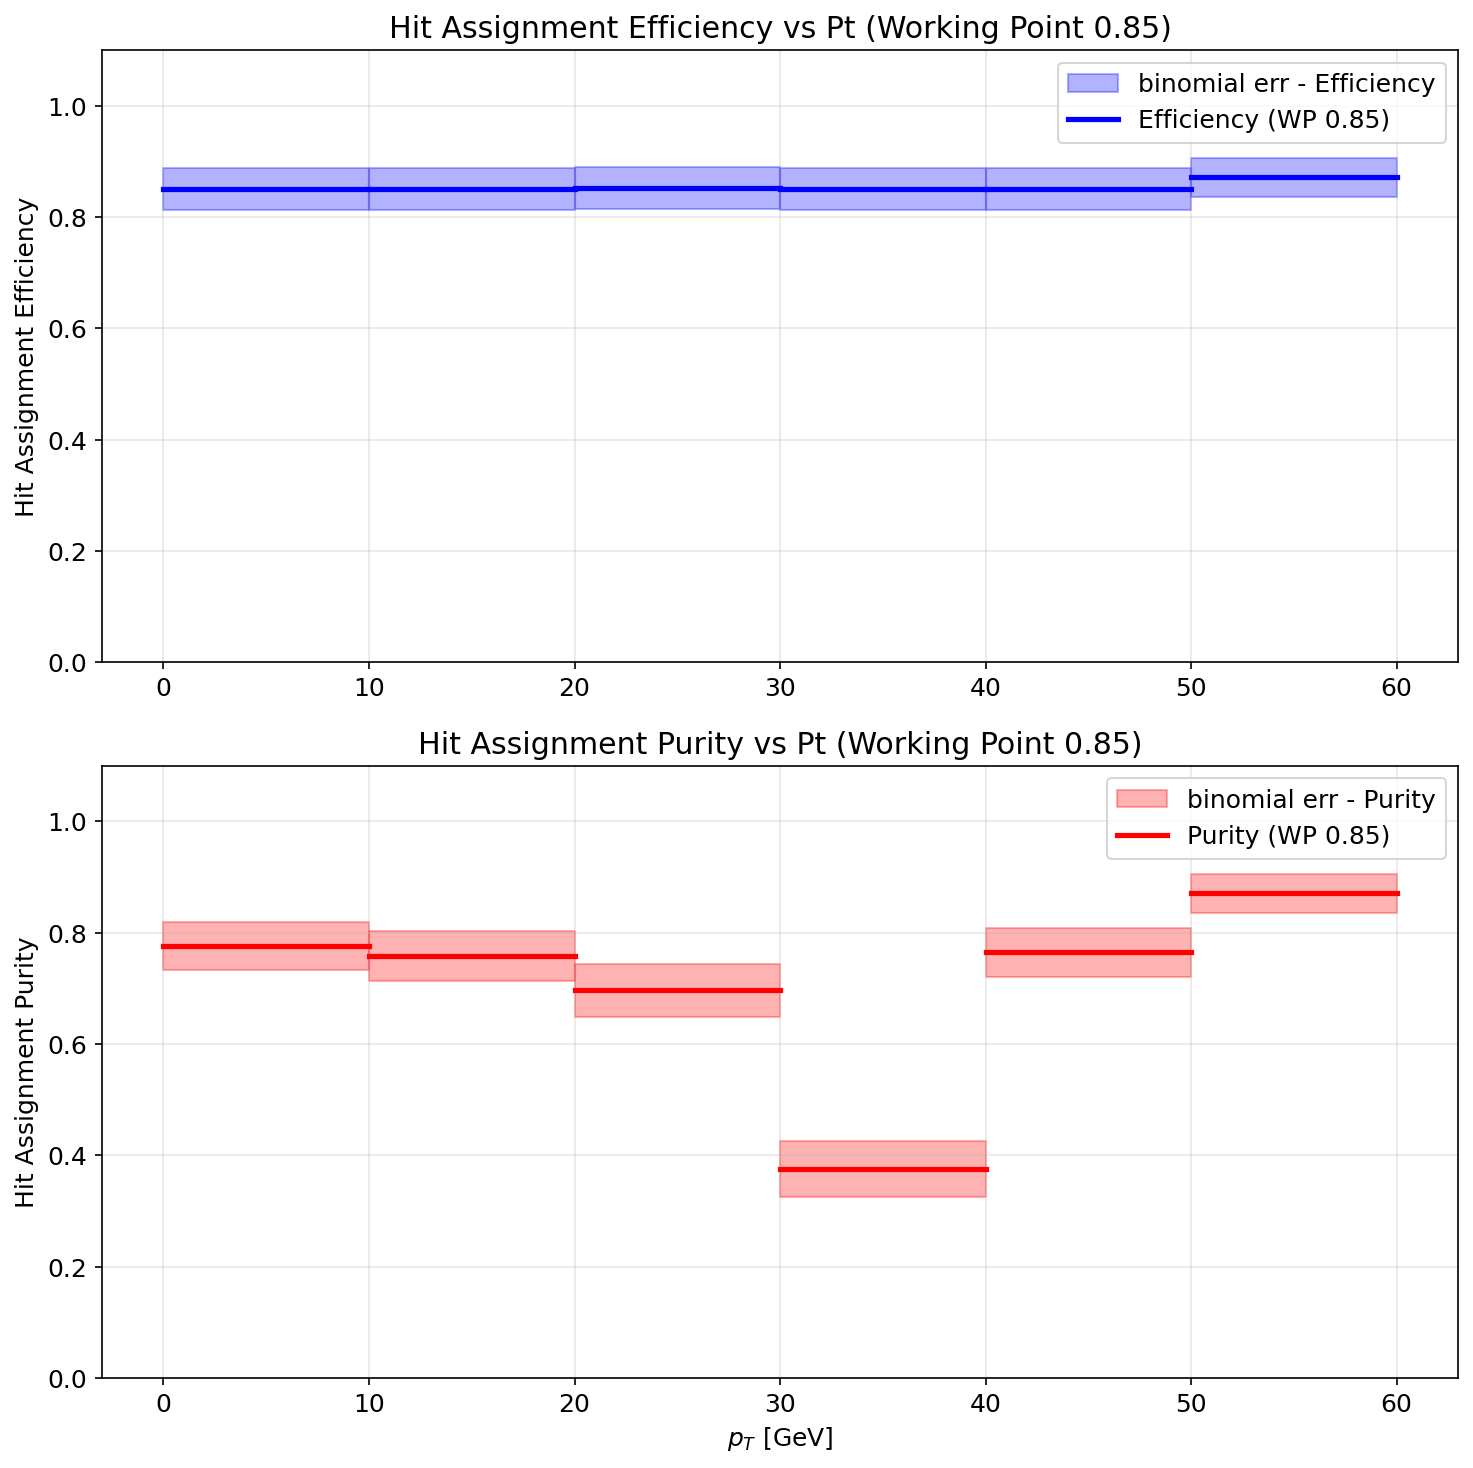 Hit Assignment Efficiency vs Pt (Working Point 0.85)
binomial err - Efficiency
Efficiency (WP 0.85)
Hit Assignment Efficiency
1.0
0.8
0.6
0.4
0.2
0.0
0 10 20 30 40 50 60
Hit Assignment Purity vs Pt (Working Point 0.85)
binomial err - Purity
Purity (WP 0.85)
Hit Assignment Purity
1.0
0.8
0.6
0.4
0.2
0.0
0 10 20 30 40 50 60
p_T [GeV]